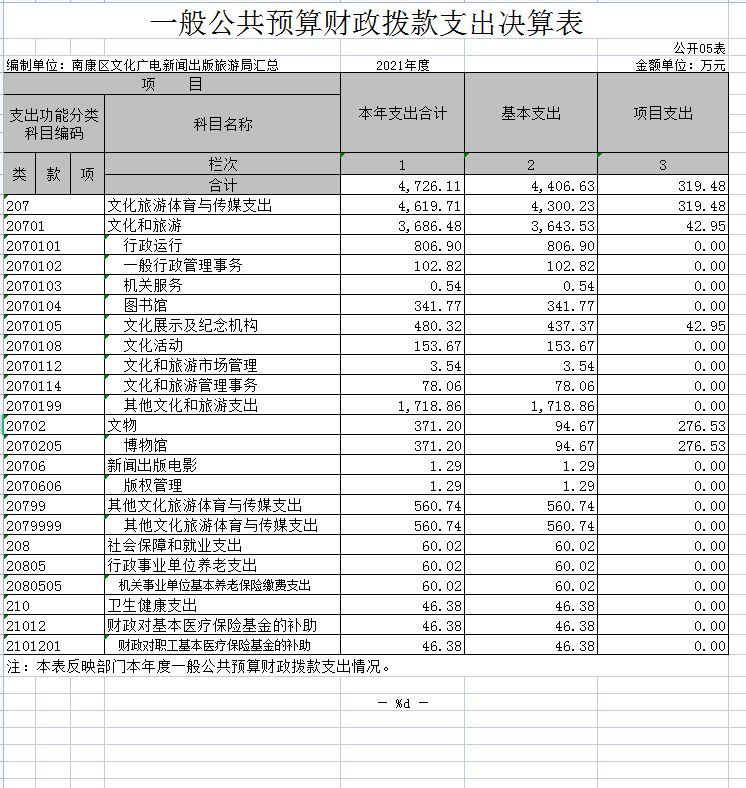 一般公共预算财政拨款支出决算表
公开05表
编制单位：南康区文化广电新闻出版旅游局汇总 2021年度 金额单位：万元
项 目 本年支出合计 基本支出 项目支出
支出功能分类科目编码 科目名称
类 款 项 栏次 1 2 3
合计 4,726.11 4,406.63 319.48
207 文化旅游体育与传媒支出 4,619.71 4,300.23 319.48
20701 文化和旅游 3,686.48 3,643.53 42.95
2070101 行政运行 806.90 806.90 0.00
2070102 一般行政管理事务 102.82 102.82 0.00
2070103 机关服务 0.54 0.54 0.00
2070104 图书馆 341.77 341.77 0.00
2070105 文化展示及纪念机构 480.32 437.37 42.95
2070108 文化活动 153.67 153.67 0.00
2070112 文化和旅游市场管理 3.54 3.54 0.00
2070114 文化和旅游管理事务 78.06 78.06 0.00
2070199 其他文化和旅游支出 1,718.86 1,718.86 0.00
20702 文物 371.20 94.67 276.53
2070205 博物馆 371.20 94.67 276.53
20706 新闻出版电影 1.29 1.29 0.00
2070606 版权管理 1.29 1.29 0.00
20799 其他文化旅游体育与传媒支出 560.74 560.74 0.00
2079999 其他文化旅游体育与传媒支出 560.74 560.74 0.00
208 社会保障和就业支出 60.02 60.02 0.00
20805 行政事业单位养老支出 60.02 60.02 0.00
2080505 机关事业单位基本养老保险缴费支出 60.02 60.02 0.00
210 卫生健康支出 46.38 46.38 0.00
21012 财政对基本医疗保险基金的补助 46.38 46.38 0.00
2101201 财政对职工基本医疗保险基金的补助 46.38 46.38 0.00
注：本表反映部门本年度一般公共预算财政拨款支出情况。
— %d —